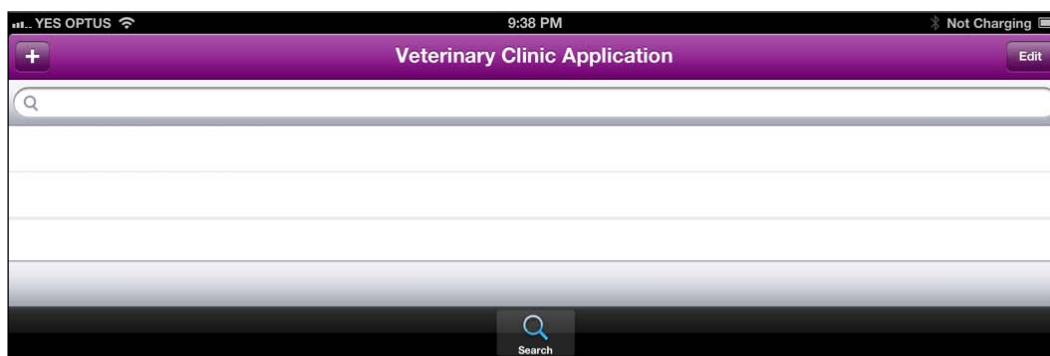 YES OPTUS 9:38 PM Not Charging
+ Veterinary Clinic Application Edit
Search